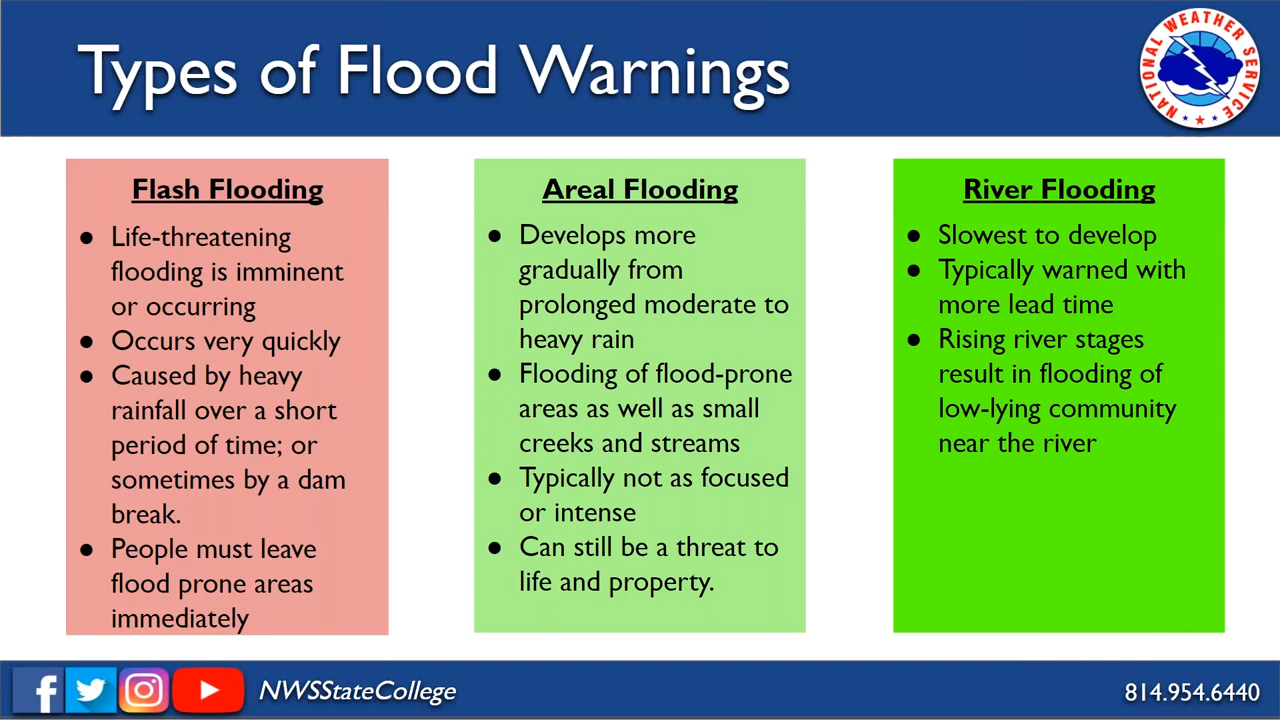 Types of Flood Warnings
NATIONAL WEATHER SERVICE
Flash Flooding
● Life-threatening
flooding is imminent
or occurring
● Occurs very quickly
● Caused by heavy
rainfall over a short
period of time; or
sometimes by a dam
break.
● People must leave
flood prone areas
immediately
Areal Flooding
● Develops more
gradually from
prolonged moderate to
heavy rain
● Flooding of flood-prone
areas as well as small
creeks and streams
● Typically not as focused
or intense
● Can still be a threat to
life and property.
River Flooding
● Slowest to develop
● Typically warned with
more lead time
● Rising river stages
result in flooding of
low-lying community
near the river
NWSStateCollege
814.954.6440